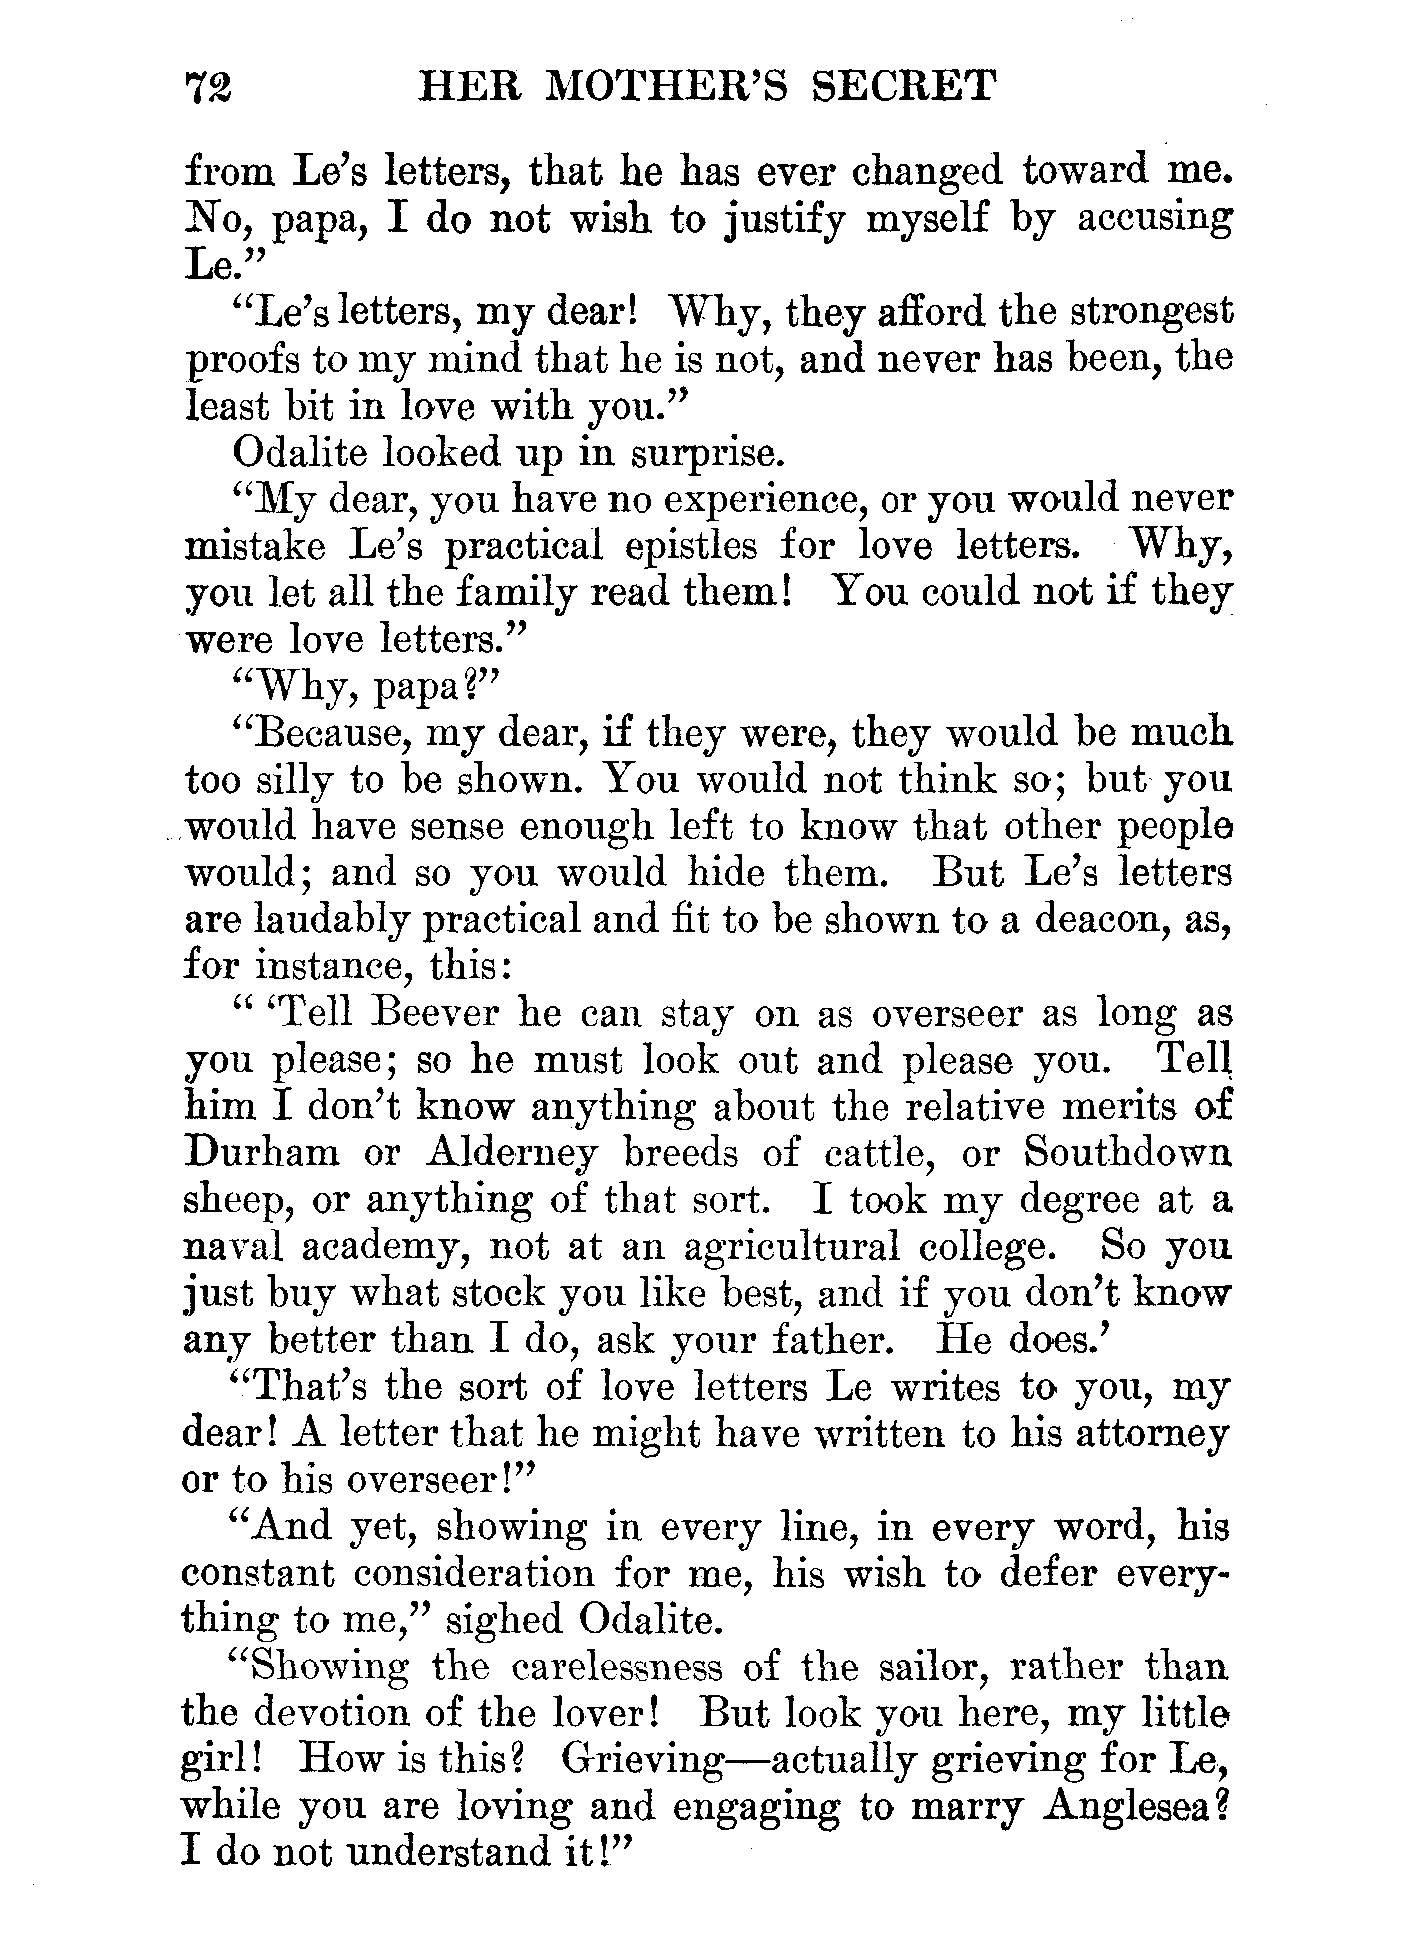 72 HER MOTHER'S SECRET
from Le's letters, that he has ever changed toward me.
No, papa, I do not wish to justify myself by accusing
Le."
"Le's letters, my dear! Why, they afford the strongest
proofs to my mind that he is not, and never has been, the
least bit in love with you."
Odalite looked up in surprise.
"My dear, you have no experience, or you would never
mistake Le's practical epistles for love letters. Why,
you let all the family read them! You could not if they
were love letters."
"Why, papa?"
"Because, my dear, if they were, they would be much
too silly to be shown. You would not think so; but you
would have sense enough left to know that other people
would; and so you would hide them. But Le's letters
are laudably practical and fit to be shown to a deacon, as,
for instance, this:
" 'Tell Beever he can stay on as overseer as long as
you please; so he must look out and please you. Tell
him I don't know anything about the relative merits of
Durham or Alderney breeds of cattle, or Southdown
sheep, or anything of that sort. I took my degree at a
naval academy, not at an agricultural college. So you
just buy what stock you like best, and if you don't know
any better than I do, ask your father. He does.'
"That's the sort of love letters Le writes to you, my
dear! A letter that he might have written to his attorney
or to his overseer!"
"And yet, showing in every line, in every word, his
constant consideration for me, his wish to defer every-
thing to me," sighed Odalite.
"Showing the carelessness of the sailor, rather than
the devotion of the lover! But look you here, my little
girl! How is this? Grieving—actually grieving for Le,
while you are loving and engaging to marry Anglesea?
I do not understand it!"